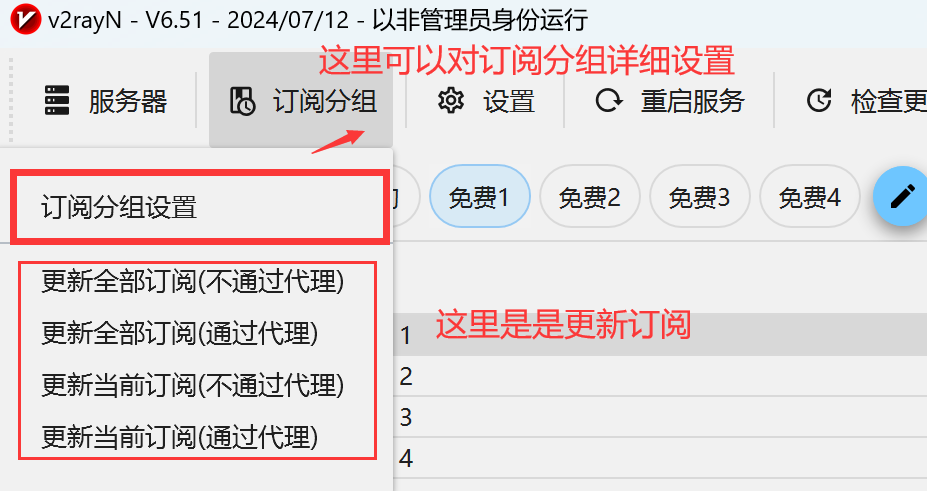 v2rayN - V6.51 - 2024/07/12 - 以非管理员身份运行
这里可以对订阅分组详细设置
服务器
订阅分组
设置
重启服务
检查更
订阅分组设置
免费1
免费2
免费3
免费4
更新全部订阅(不通过代理)
更新全部订阅(通过代理)
1
这里是是更新订阅
更新当前订阅(不通过代理)
2
3
更新当前订阅(通过代理)
4